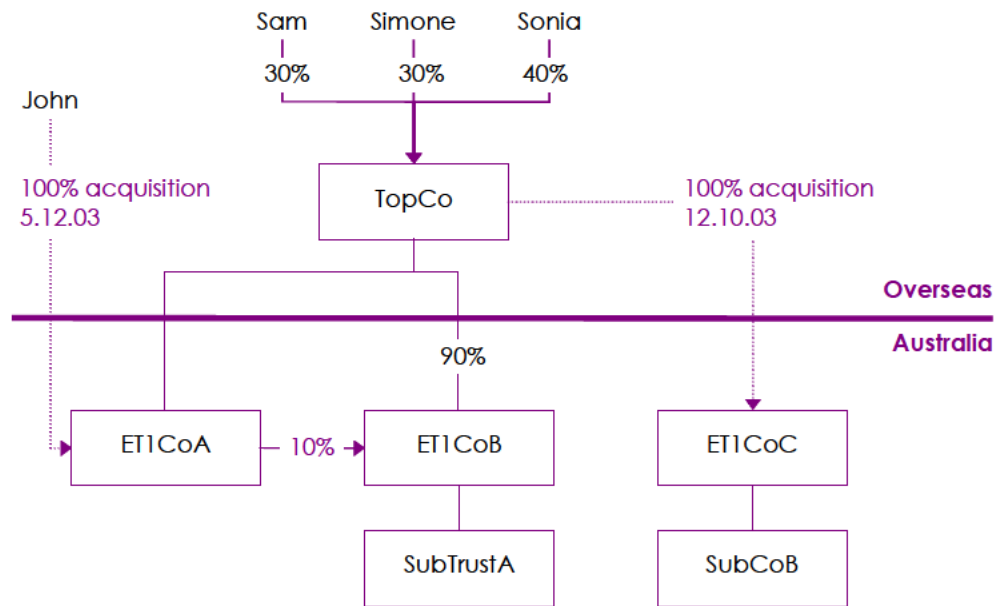 Sam
Simone
Sonia
30%
30%
40%
John
100% acquisition
5.12.03
TopCo
100% acquisition
12.10.03
Overseas
Australia
90%
ET1CoA
10%
ET1CoB
ET1CoC
SubTrustA
SubCoB